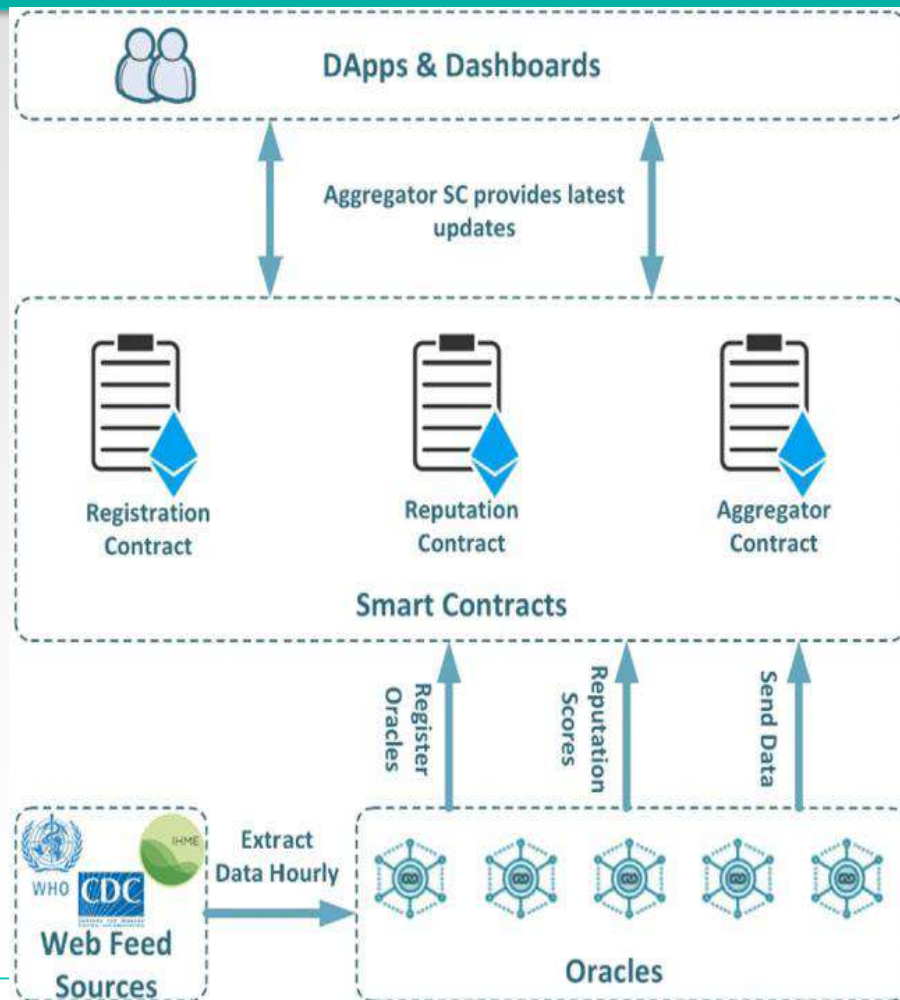 DApps & Dashboards
Aggregator SC provides latest
updates
Registration
Contract
Reputation
Contract
Aggregator
Contract
Smart Contracts
Register
Oracles
Reputation
Scores
Send Data
WHO
CDC
IHME
Extract
Data Hourly
Web Feed
Sources
Oracles